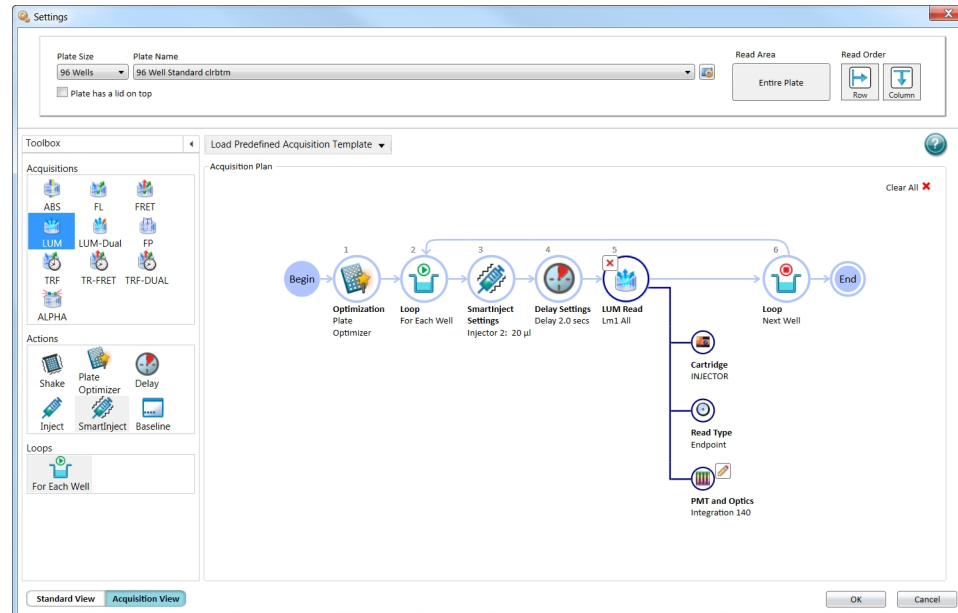 Settings
Plate Size
Plate Name
Read Area
Read Order
96 Wells
96 Well Standard clrbtm
Entire Plate
Row
Column
Plate has a lid on top
Toolbox
Load Predefined Acquisition Template
Acquisitions
Acquisition Plan
Clear All
ABS
FL
FRET
LUM
LUM-Dual
FP
TRF
TR-FRET
TRF-DUAL
ALPHA
Actions
Shake
Plate
Optimizer
Delay
Inject
SmartInject
Baseline
Loops
For Each Well
Begin
1
Optimization
Plate
Optimizer
2
Loop
For Each Well
3
SmartInject
Settings
Injector 2: 20 µl
4
Delay Settings
Delay 2.0 secs
5
LUM Read
Lm1 All
6
Loop
Next Well
End
Cartridge
INJECTOR
Read Type
Endpoint
PMT and Optics
Integration 140
Standard View
Acquisition View
OK
Cancel